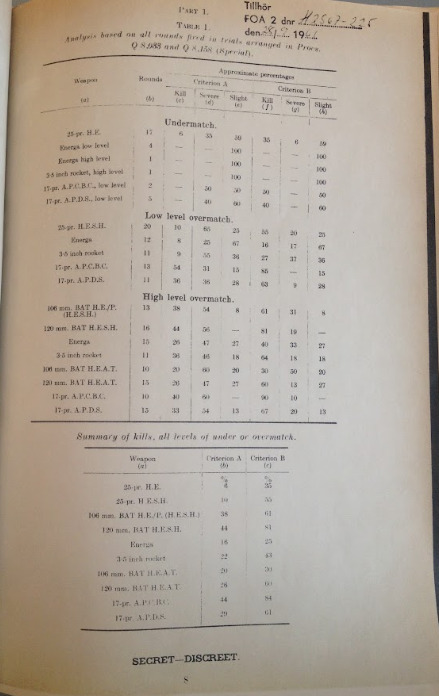 PART 1.
Tillhör
FOA 2 dnr H2567-
den 19
TABLE 1.
Analysis based on all rounds fired in trials arranged in Procs.
Q 8,088 and Q 8,158 (Special).
Weapon Rounds Approximate percentages
Criterion A Criterion B
Kill Severe Slight Kill Severe Slight
(a) (b) (c) (d) (e) (f) (g) (h)
Undermatch.
25-pr. H.E. 17 6 35 6 59
Energa low level 4 — — 100 — — 100
Energa high level 1 — — 100 — — 100
3·5 inch rocket, high level 1 — — 100 — — 100
17-pr. A.P.C.B.C., low level 2 — 50 50 50 — 50
17-pr. A.P.D.S., low level 5 — 40 60 40 — 60
Low level overmatch.
25-pr. H.E.S.H. 20 10 65 25 55 20 25
Energa 12 8 25 67 16 17 67
3·5 inch rocket 11 9 55 36 27 37 36
17-pr. A.P.C.B.C. 13 54 31 15 85 — 15
17-pr. A.P.D.S. 11 36 36 28 63 9 28
High level overmatch.
106 mm. BAT H.E./P. 13 38 54 8 61 31 8
(H.E.S.H.)
120 mm. BAT H.E.S.H. 16 44 56 — 81 19 —
Energa 15 26 47 27 40 33 27
3·5 inch rocket 11 36 46 18 64 18 18
106 mm. BAT H.E.A.T. 10 20 60 20 30 50 20
120 mm. BAT H.E.A.T. 15 26 47 27 60 13 27
17-pr. A.P.C.B.C. 10 40 60 — 90 10 —
17-pr. A.P.D.S. 15 33 54 13 67 20 13
Summary of kills, all levels of under or overmatch.
Weapon Criterion A Criterion B
(a) (b) (c)
% %
25-pr. H.E. 6 35
25-pr. H.E.S.H. 10 55
106 mm. BAT H.E./P. (H.E.S.H.) 38 61
120 mm. BAT H.E.S.H. 44 81
Energa 16 25
3·5 inch rocket 22 43
106 mm. BAT H.E.A.T. 20 30
120 mm. BAT H.E.A.T. 26 60
17-pr. A.P.C.B.C. 44 84
17-pr. A.P.D.S. 29 61
SECRET—DISCREET.
8